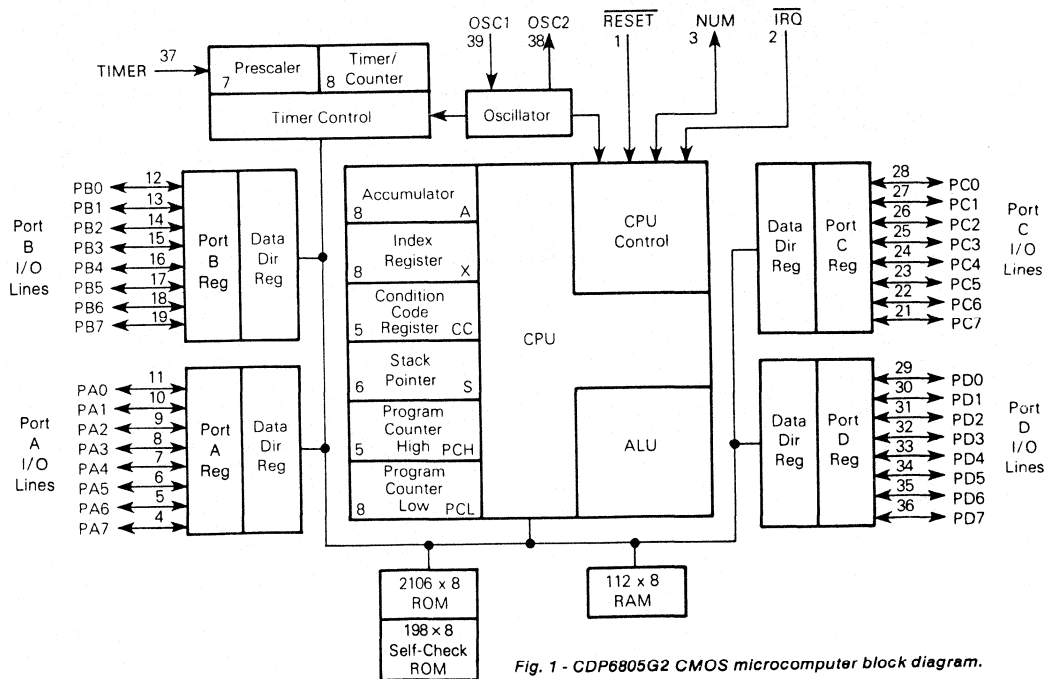 OSC1 OSC2 RESET NUM IRQ
39 38 1 3 2
TIMER 37
Prescaler
7
Timer/
Counter
8
Timer Control
Oscillator
Port
B
I/O
Lines
PB0 12
PB1 13
PB2 14
PB3 15
PB4 16
PB5 17
PB6 18
PB7 19
Port
B
Reg
Data
Dir
Reg
Port
A
I/O
Lines
PA0 11
PA1 10
PA2 9
PA3 8
PA4 7
PA5 6
PA6 5
PA7 4
Port
A
Reg
Data
Dir
Reg
Accumulator
8 A
Index
Register
8 X
Condition
Code
Register
5 CC
Stack
Pointer
6 S
Program
Counter
High
5 PCH
Program
Counter
Low
8 PCL
CPU
CPU
Control
ALU
Data
Dir
Reg
Port
C
Reg
28 PC0
27 PC1
26 PC2
25 PC3
24 PC4
23 PC5
22 PC6
21 PC7
Port
C
I/O
Lines
Data
Dir
Reg
Port
D
Reg
29 PD0
30 PD1
31 PD2
32 PD3
33 PD4
34 PD5
35 PD6
36 PD7
Port
D
I/O
Lines
2106 x 8
ROM
198 x 8
Self-Check
ROM
112 x 8
RAM
Fig. 1 - CDP6805G2 CMOS microcomputer block diagram.